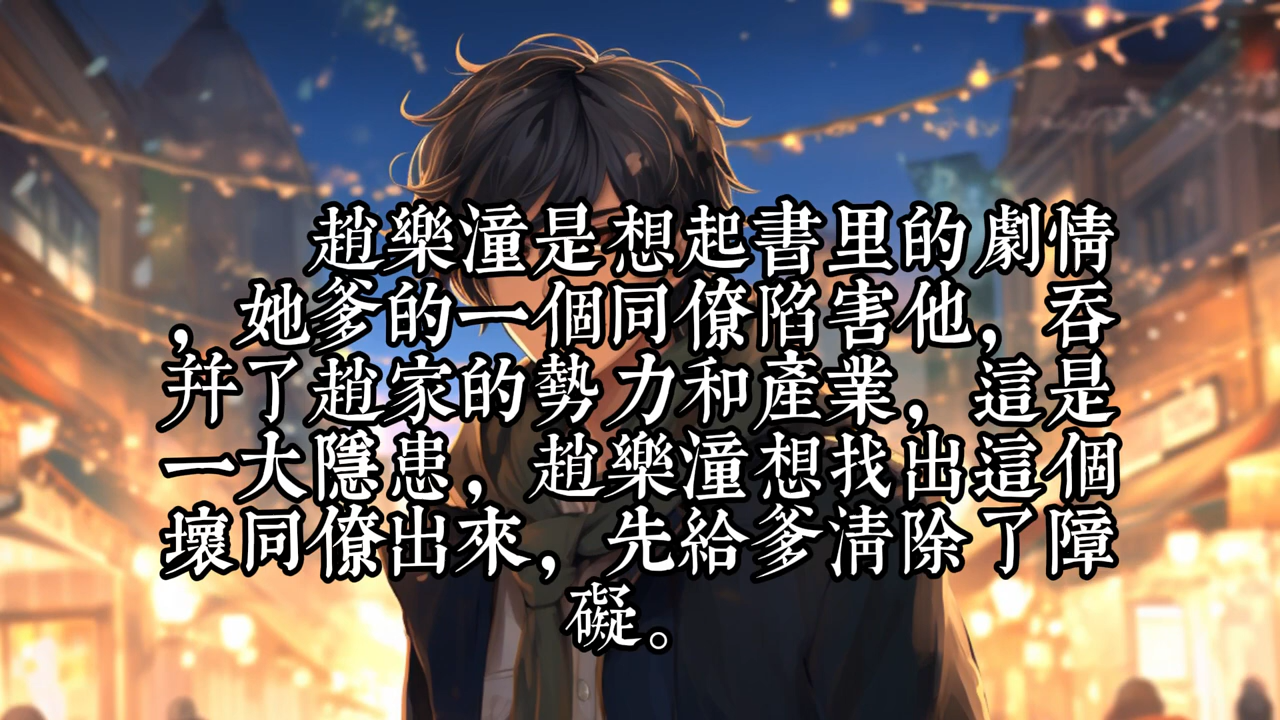 趙樂潼是想起書里的劇情
，她爹的一個同僚陷害他，吞
并了趙家的勢力和產業，這是
一大隱患，趙樂潼想找出這個
壞同僚出來，先給爹清除了障
礙。